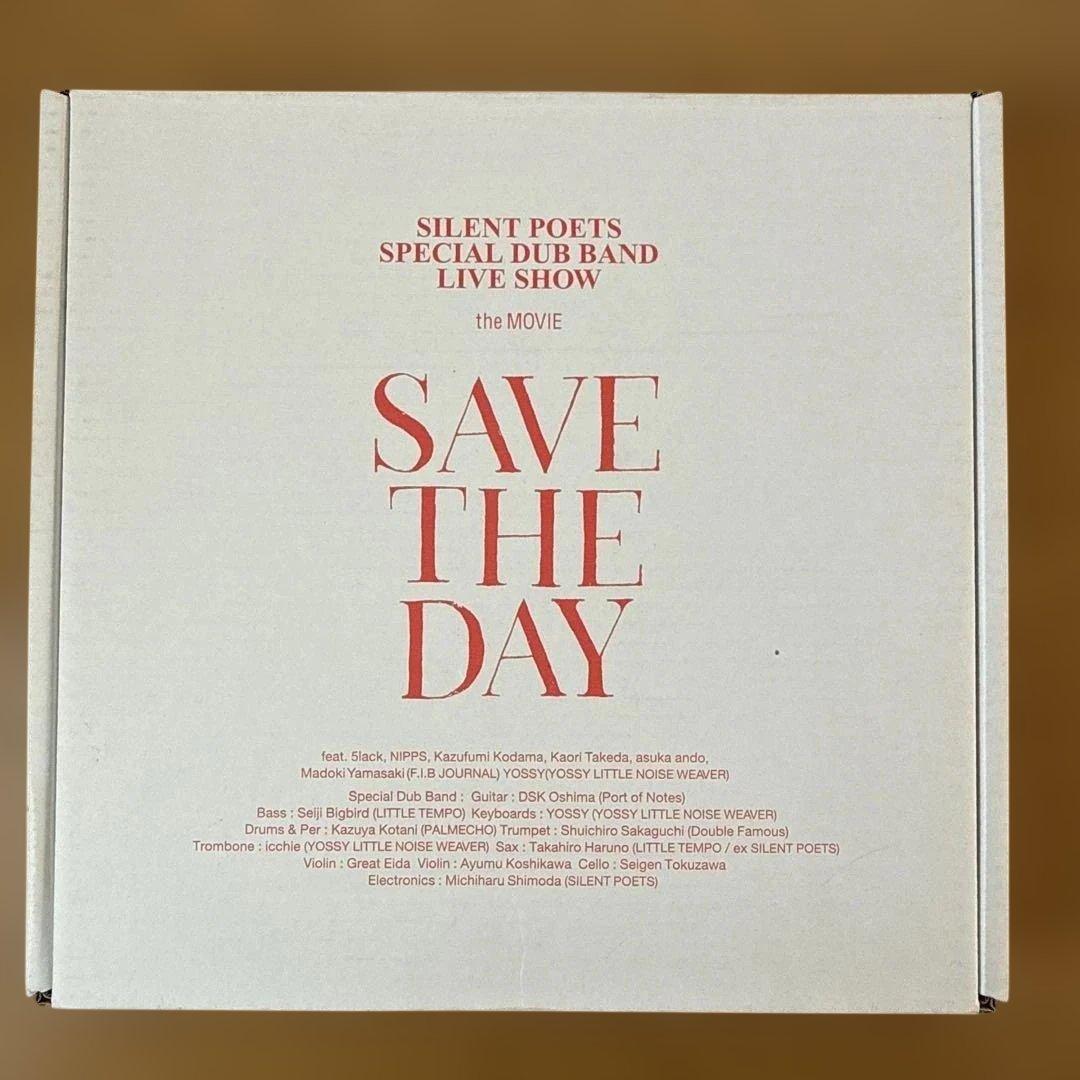 SILENT POETS
SPECIAL DUB BAND
LIVE SHOW
the MOVIE
SAVE
THE
DAY
feat. 5lack, NIPPS, Kazufumi Kodama, Kaori Takeda, asuka ando,
Madoki Yamasaki (F.I.B JOURNAL) YOSSY(YOSSY LITTLE NOISE WEAVER)
Special Dub Band : Guitar : DSK Oshima (Port of Notes)
Bass : Seiji Bigbird (LITTLE TEMPO) Keyboards : YOSSY (YOSSY LITTLE NOISE WEAVER)
Drums & Per : Kazuya Kotani (PALMECHO) Trumpet : Shuichiro Sakaguchi (Double Famous)
Trombone : icchie (YOSSY LITTLE NOISE WEAVER) Sax : Takahiro Haruno (LITTLE TEMPO / ex SILENT POETS)
Violin : Great Eida Violin : Ayumu Koshikawa Cello : Seigen Tokuzawa
Electronics : Michiharu Shimoda (SILENT POETS)